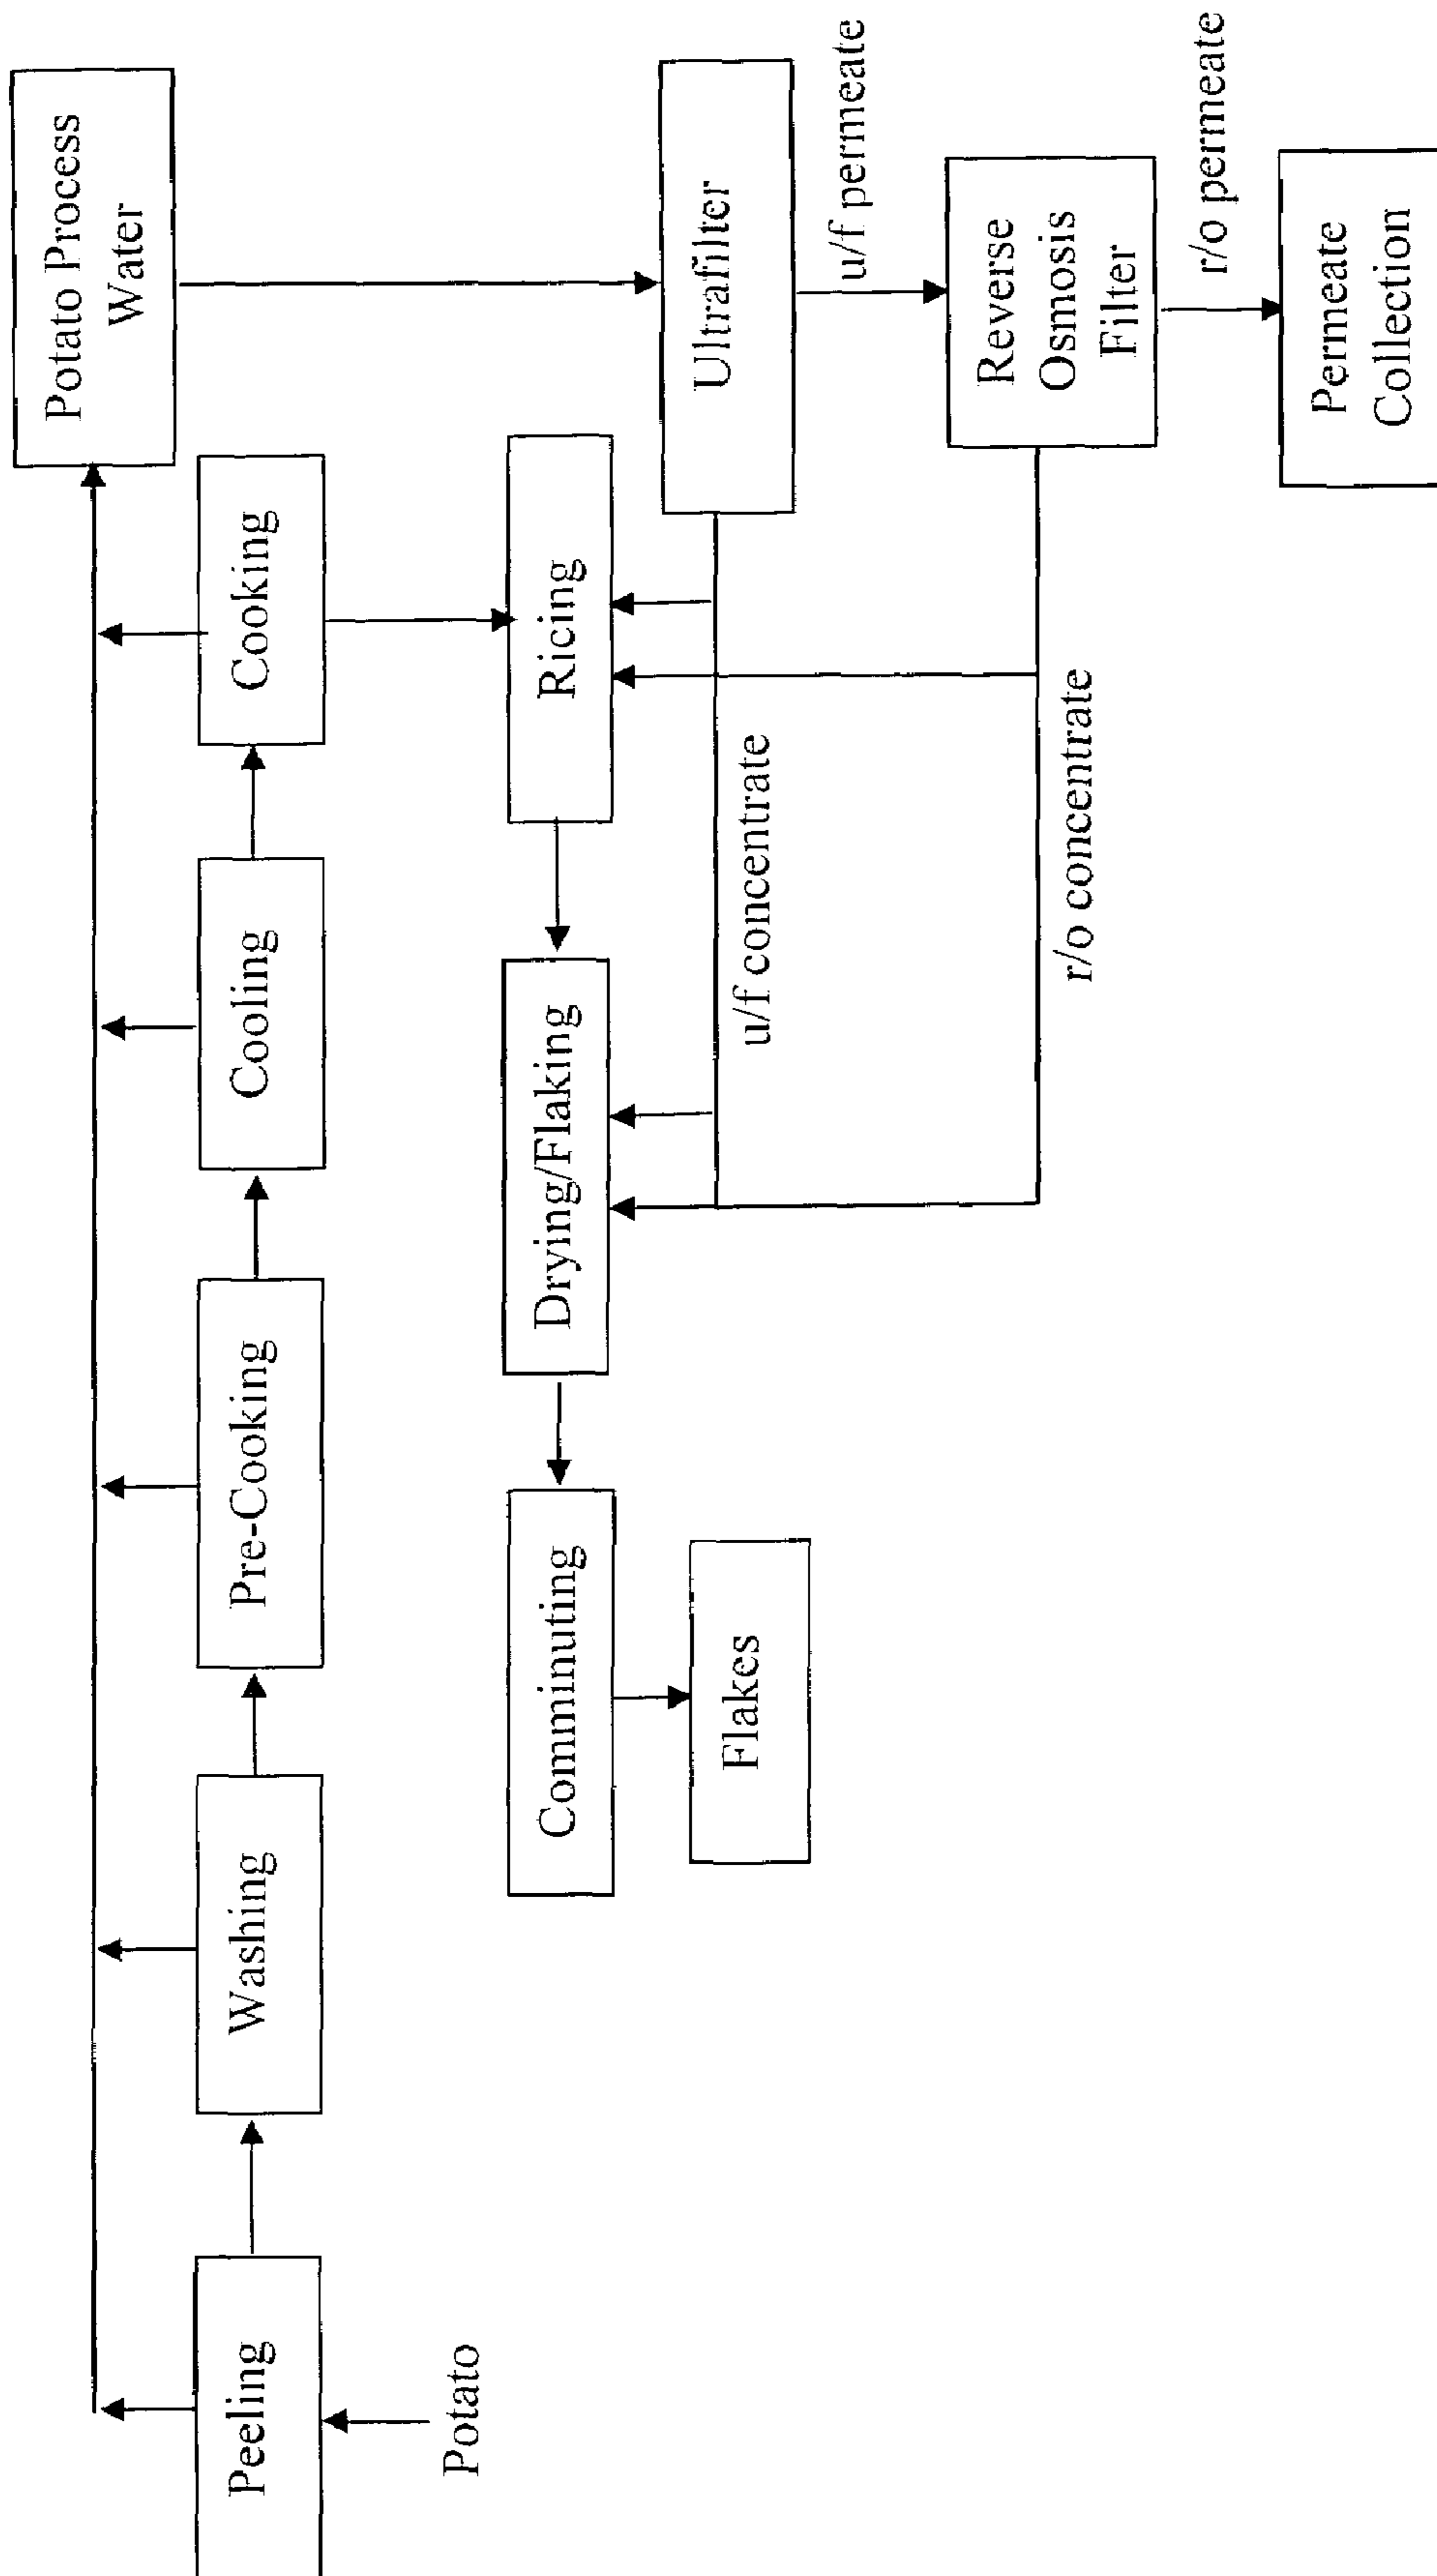 Potato Process
Water
Peeling
Washing
Pre-Cooking
Cooling
Cooking
Potato
Comminuting
Drying/Flaking
Ricing
Flakes
u/f concentrate
Ultrafilter
u/f permeate
r/o concentrate
Reverse
Osmosis
Filter
r/o permeate
Permeate
Collection